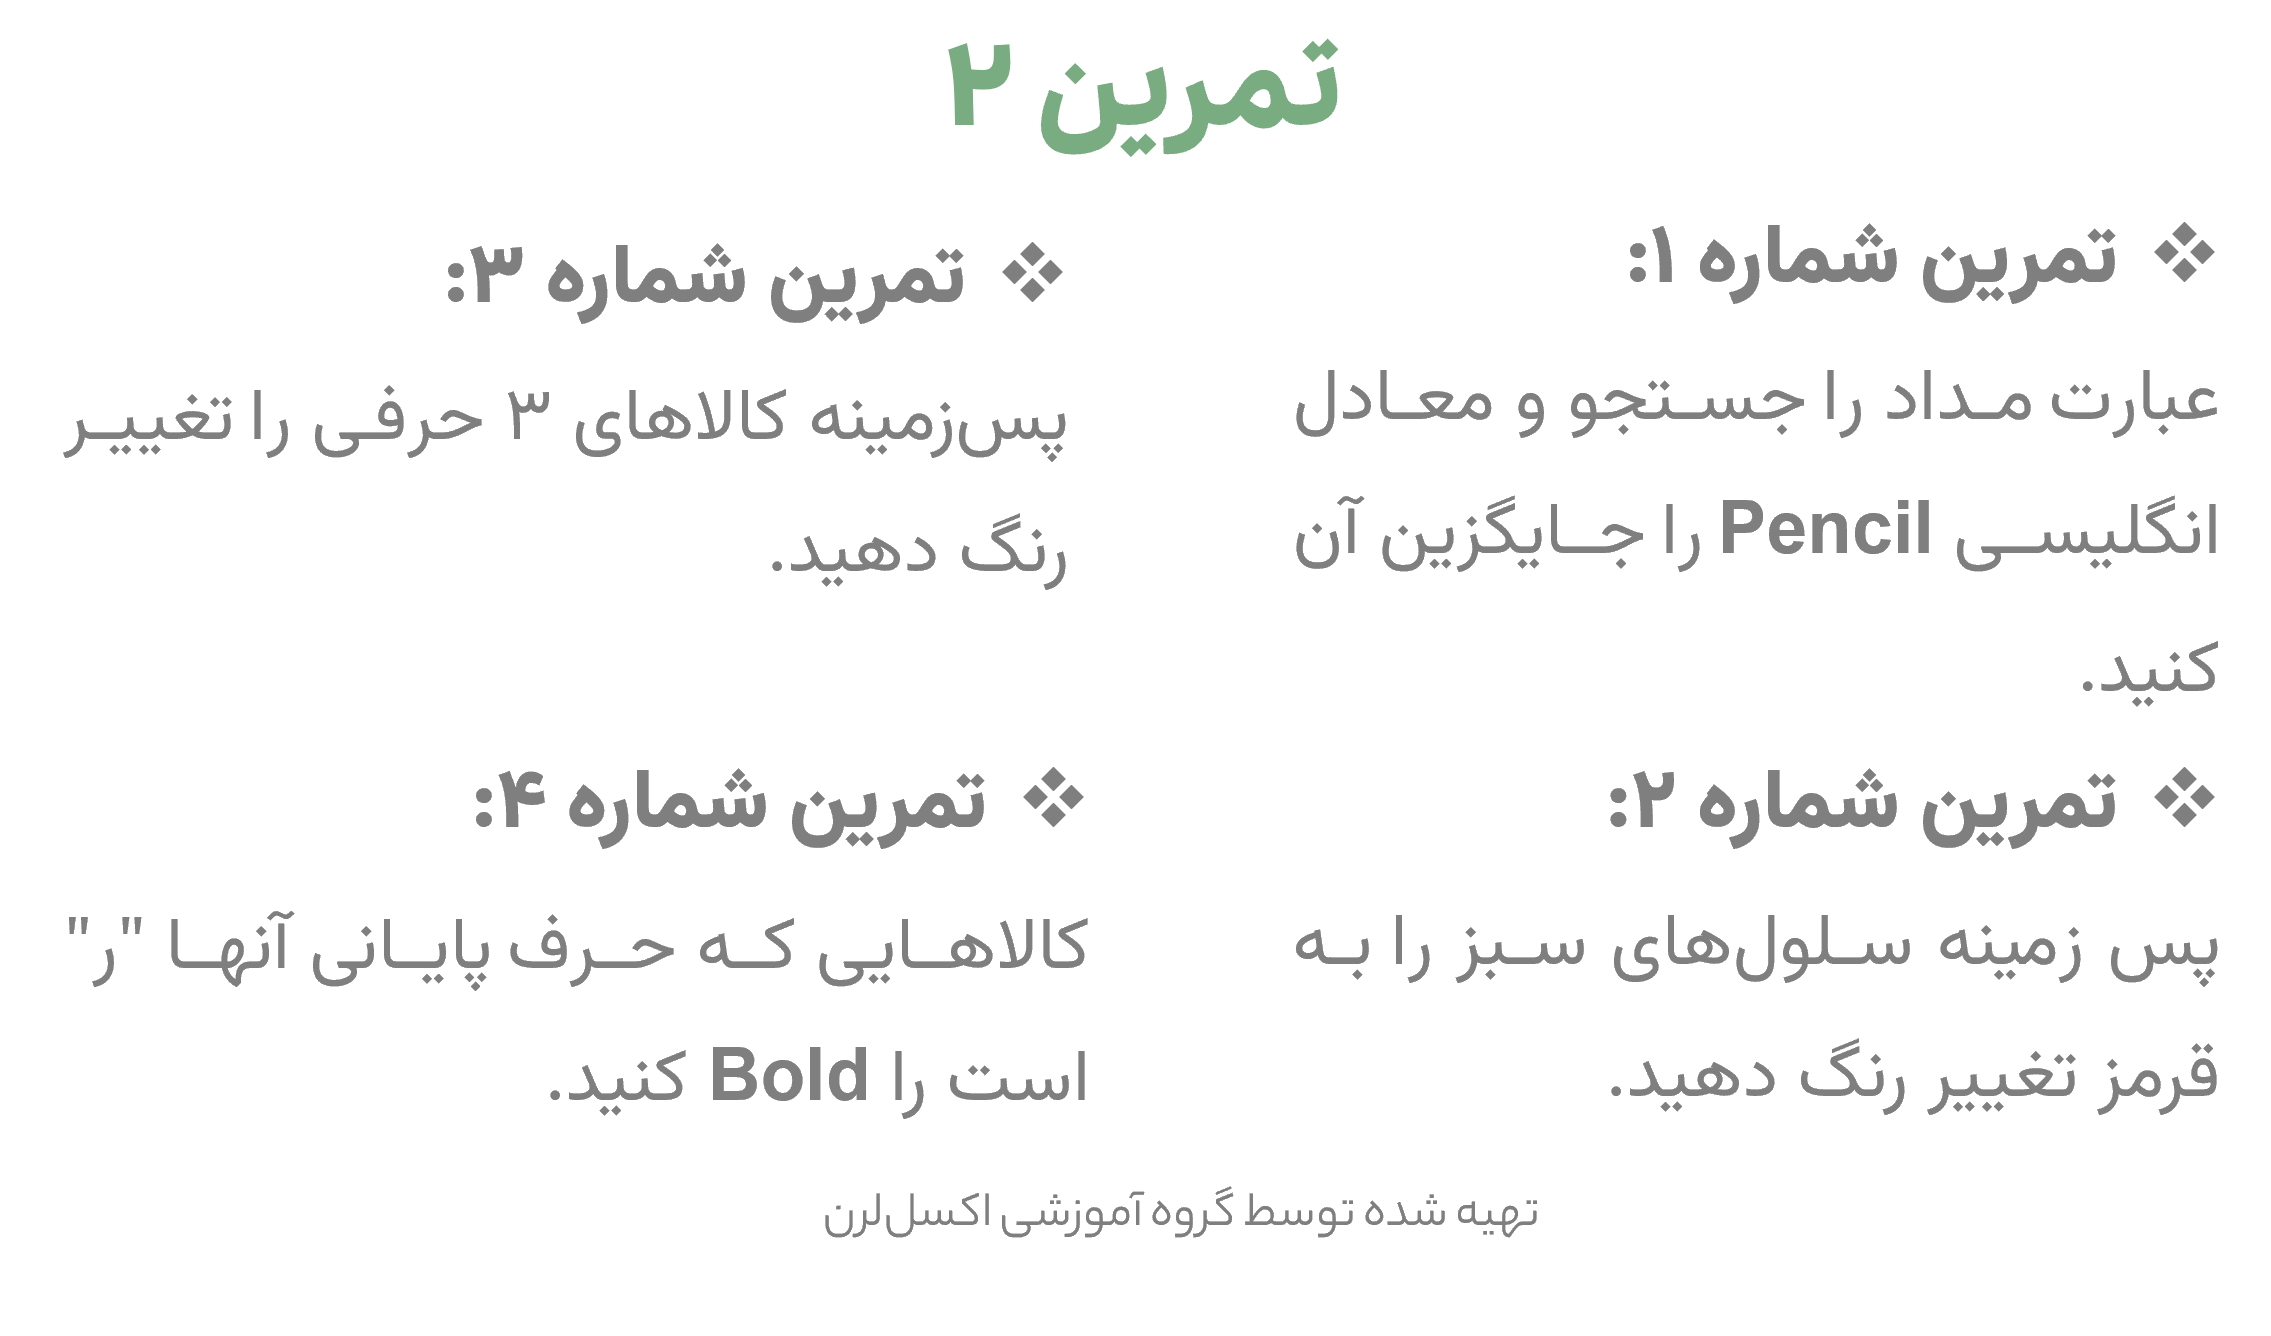 تمرین ۲
تمرین شماره ۱:
عبارت مداد را جستجو و معادل
انگلیسی Pencil را جایگزین آن
کنید.
تمرین شماره ۲:
پس زمینه سلول‌های سبز را به
قرمز تغییر رنگ دهید.
تمرین شماره ۳:
پس‌زمینه کالاهای ۳ حرفی را تغییر
رنگ دهید.
تمرین شماره ۴:
کالاهایی که حرف پایانی آنها "ر"
است را Bold کنید.
تهیه شده توسط گروه آموزشی اکسل‌لرن